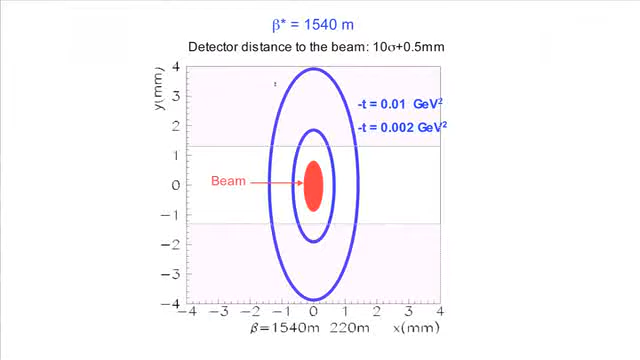 β* = 1540 m
Detector distance to the beam: 10σ+0.5mm
y(mm)
4
3
2
1
0
−1
−2
−3
−4
-t = 0.01 GeV²
-t = 0.002 GeV²
Beam
−4 −3 −2 −1 0 1 2 3 4
β=1540m 220m x(mm)